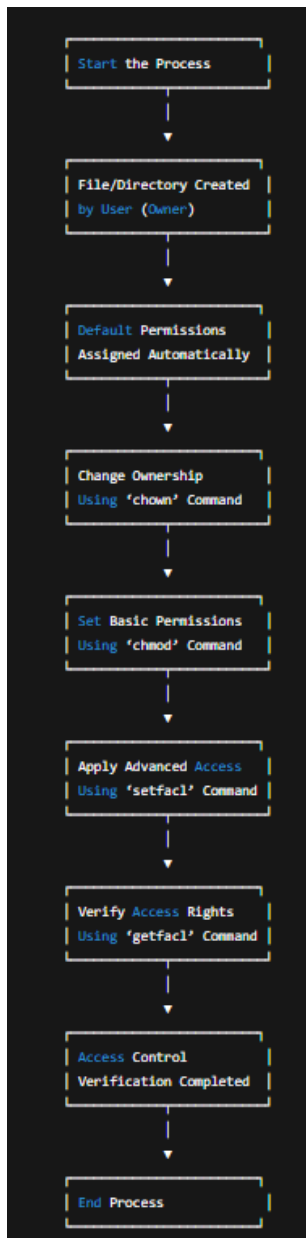 Start the Process
File/Directory Created
by User (Owner)
Default Permissions
Assigned Automatically
Change Ownership
Using ‘chown’ Command
Set Basic Permissions
Using ‘chmod’ Command
Apply Advanced Access
Using ‘setfacl’ Command
Verify Access Rights
Using ‘getfacl’ Command
Access Control
Verification Completed
End Process